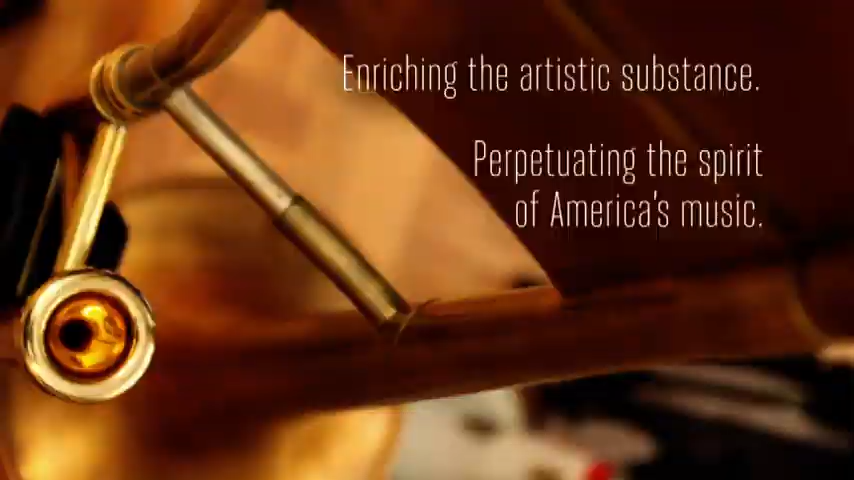 Enriching the artistic substance.
Perpetuating the spirit
of America's music.